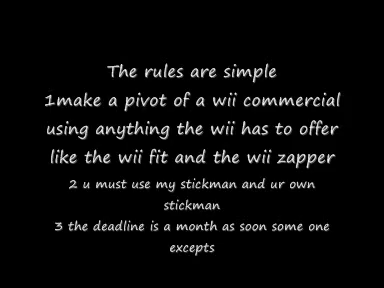 The rules are simple
1make a pivot of a wii commercial
using anything the wii has to offer
like the wii fit and the wii zapper
2 u must use my stickman and ur own
stickman
3 the deadline is a month as soon some one
excepts